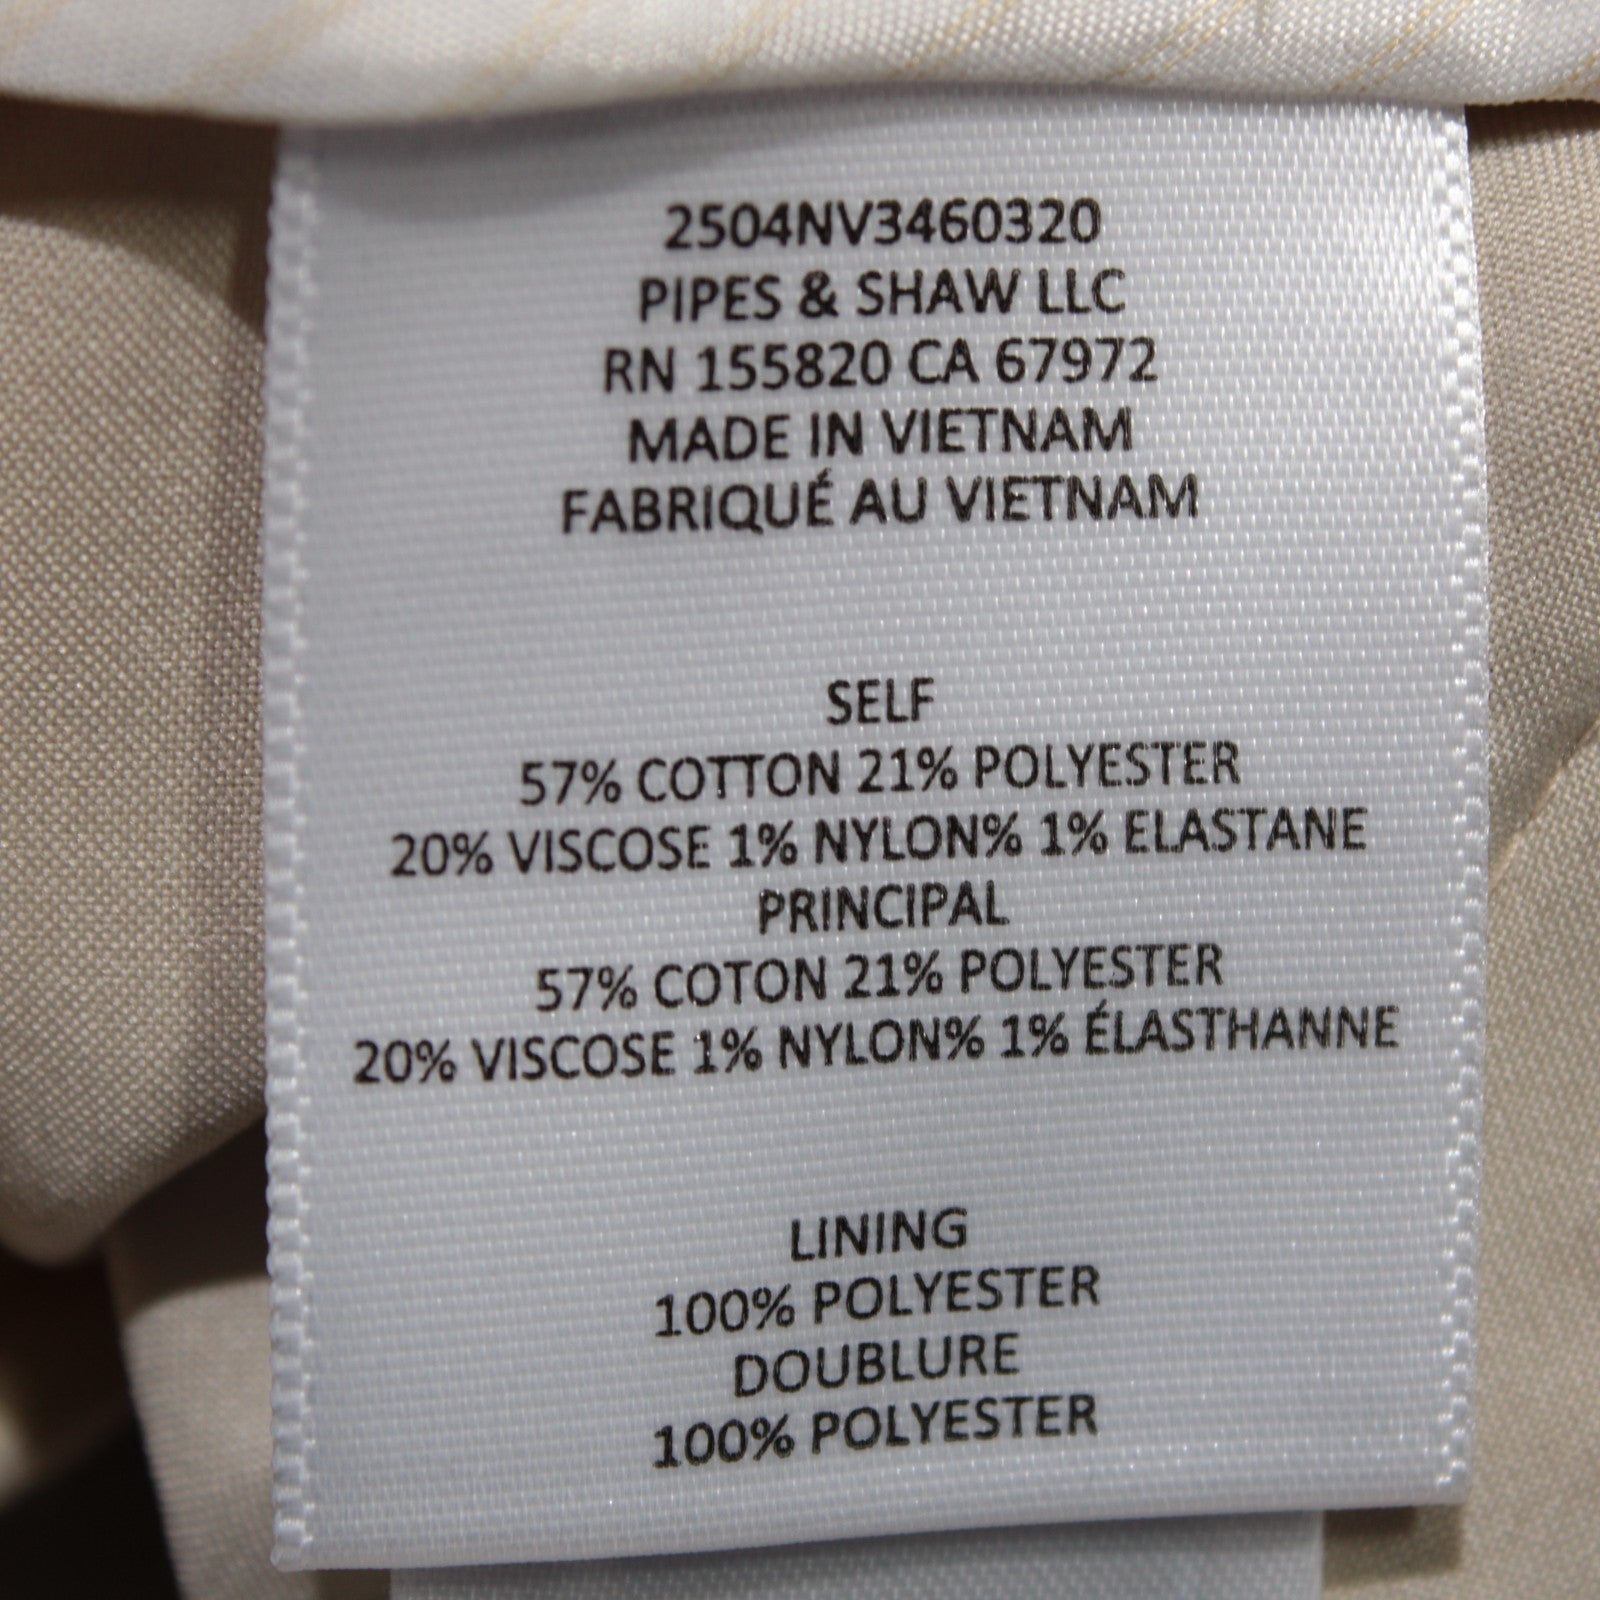 2504NV3460320
PIPES & SHAW LLC
RN 155820 CA 67972
MADE IN VIETNAM
FABRIQUÉ AU VIETNAM
SELF
57% COTTON 21% POLYESTER
20% VISCOSE 1% NYLON% 1% ELASTANE
PRINCIPAL
57% COTON 21% POLYESTER
20% VISCOSE 1% NYLON% 1% ÉLASTHANNE
LINING
100% POLYESTER
DOUBLURE
100% POLYESTER